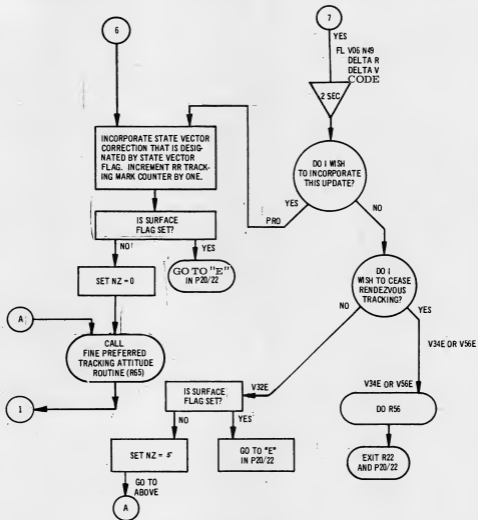 6
7
YES
FL V06 N49
DELTA R
DELTA V
CODE
2 SEC.
INCORPORATE STATE VECTOR
CORRECTION THAT IS DESIG-
NATED BY STATE VECTOR
FLAG. INCREMENT RR TRACK-
ING MARK COUNTER BY ONE.
DO I WISH
TO INCORPORATE
THIS UPDATE?
YES
PRO
NO
IS SURFACE
FLAG SET?
NO
YES
SET NZ = 0
GO TO "E"
IN P20/22
DO I
WISH TO CEASE
RENDEZVOUS
TRACKING?
NO
YES
V34E OR V56E
A
CALL
FINE PREFERRED
TRACKING ATTITUDE
ROUTINE (R65)
1
V32E
IS SURFACE
FLAG SET?
NO
YES
V34E OR V56E
DO R56
SET NZ = 5
GO TO "E"
IN P20/22
EXIT R22
AND P20/22
GO TO
ABOVE
A